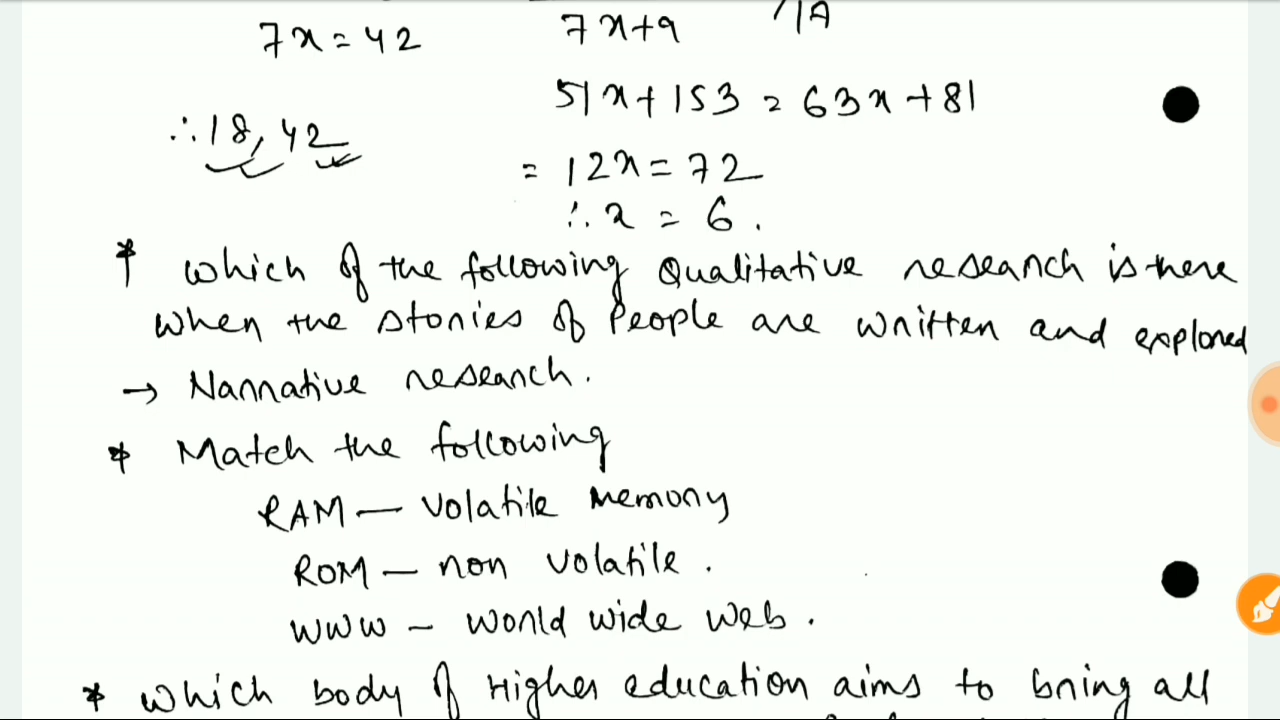 7x = 42
7x+9
51x + 153 = 63x + 81
∴ 18, 42
= 12x = 72
∴ x = 6.
* which of the following Qualitative research is there
when the stories of People are written and explored
→ Narrative research.
* Match the following
RAM — volatile memory
ROM — non volatile.
WWW — World wide web.
* which body of Higher education aims to bring all